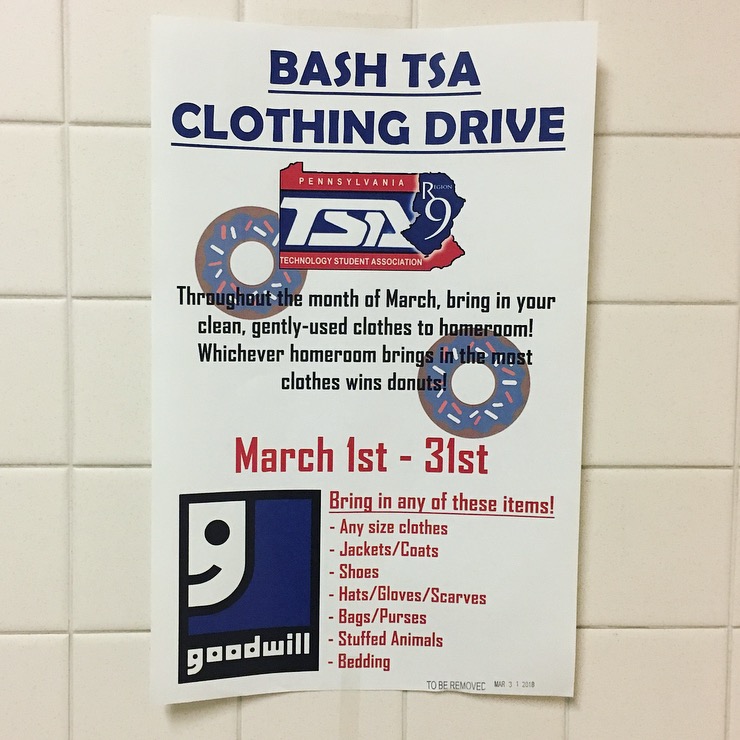 BASH TSA
CLOTHING DRIVE
PENNSYLVANIA
REGION
9
TSA
TECHNOLOGY STUDENT ASSOCIATION
Throughout the month of March, bring in your
clean, gently-used clothes to homeroom!
Whichever homeroom brings in the most
clothes wins donuts!
March 1st - 31st
Bring in any of these items!
- Any size clothes
- Jackets/Coats
- Shoes
- Hats/Gloves/Scarves
- Bags/Purses
- Stuffed Animals
- Bedding
g
goodwill
TO BE REMOVED MAR 3 1 2018